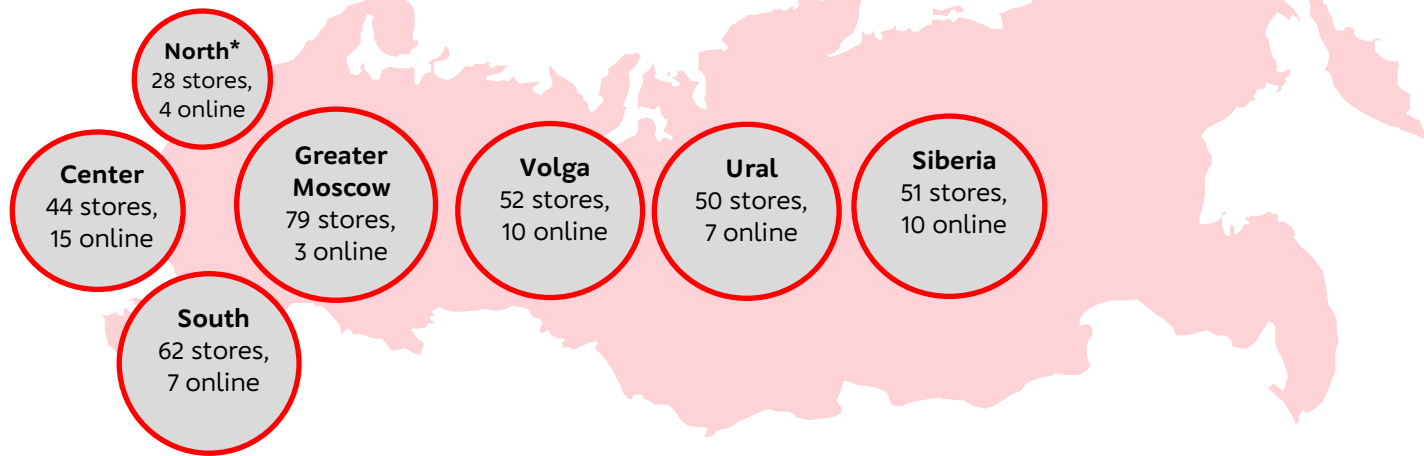 North*
28 stores,
4 online
Center
44 stores,
15 online
Greater
Moscow
79 stores,
3 online
Volga
52 stores,
10 online
Ural
50 stores,
7 online
Siberia
51 stores,
10 online
South
62 stores,
7 online